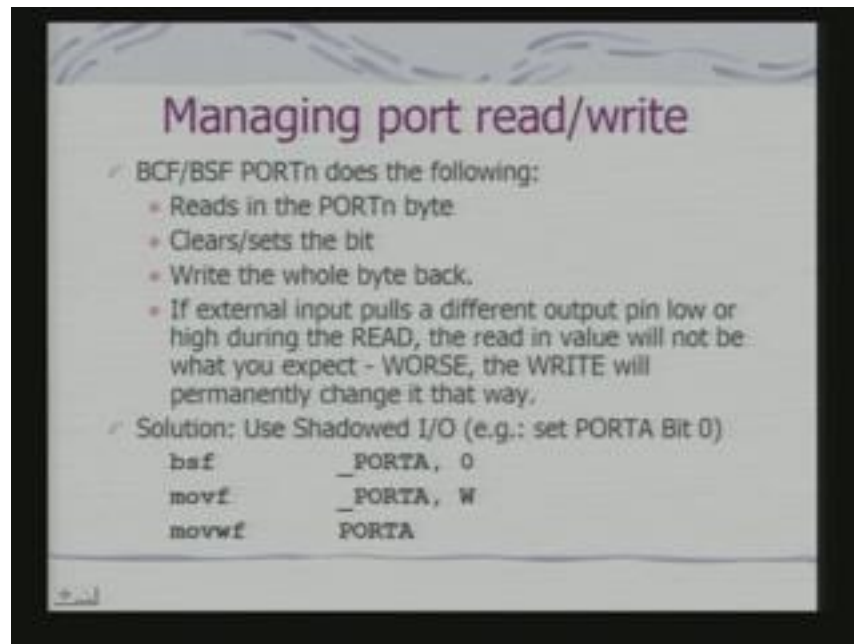 Managing port read/write
BCF/BSF PORTn does the following:
Reads in the PORTn byte
Clears/sets the bit
Write the whole byte back.
If external input pulls a different output pin low or
high during the READ, the read in value will not be
what you expect - WORSE, the WRITE will
permanently change it that way.
Solution: Use Shadowed I/O (e.g.: set PORTA Bit 0)
bsf _PORTA, 0
movf _PORTA, W
movwf PORTA